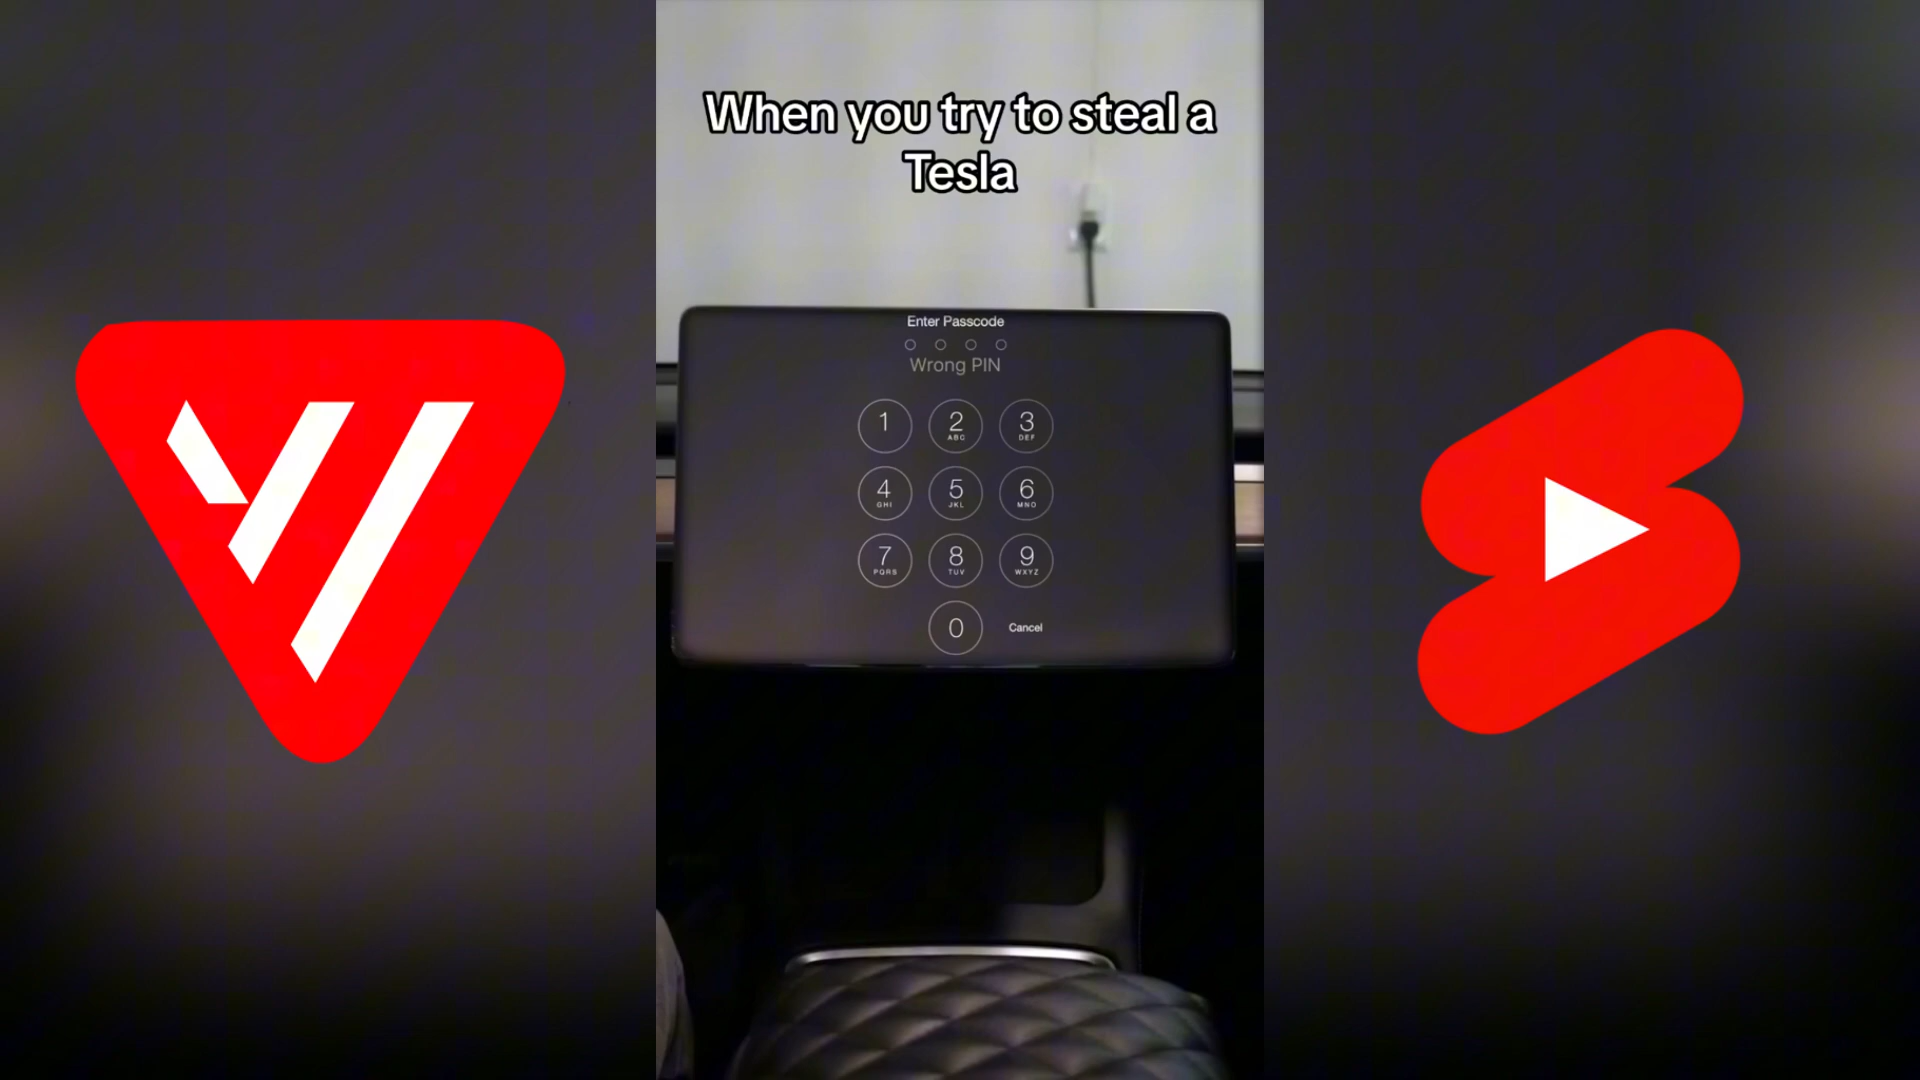 When you try to steal a
Tesla
Enter Passcode
Wrong PIN
1 2 3
ABC DEF
4 5 6
GHI JKL MNO
7 8 9
PQRS TUV WXYZ
0 Cancel